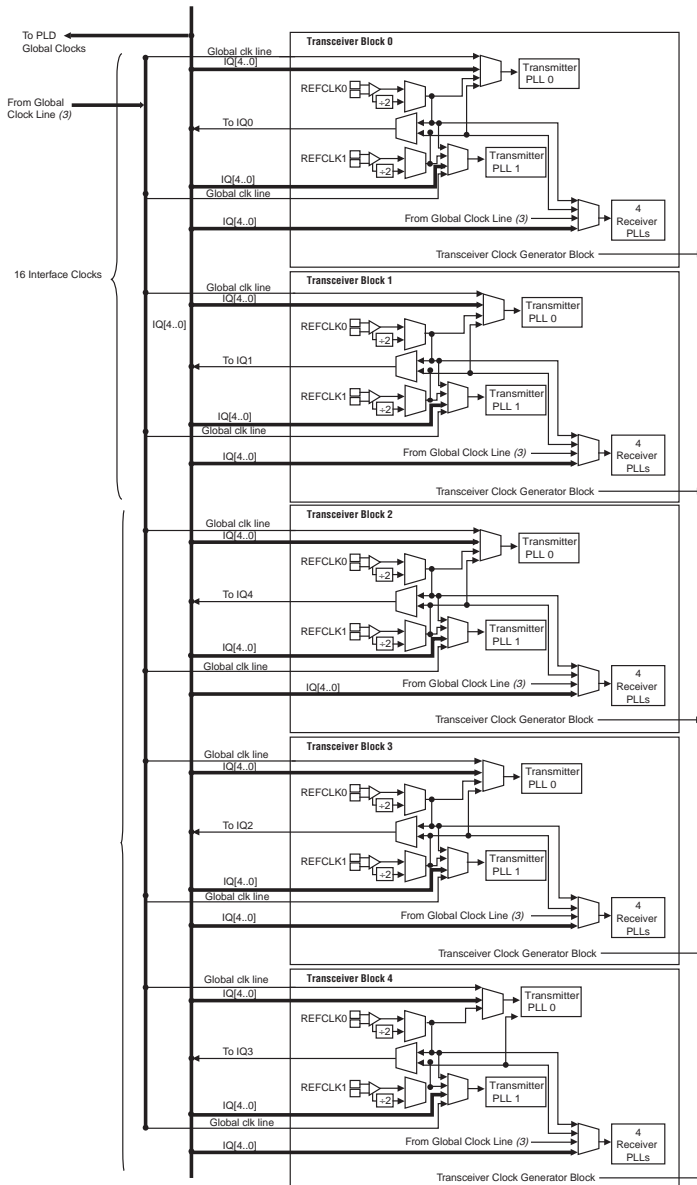 To PLD
Global Clocks
From Global
Clock Line (3)
16 Interface Clocks
IQ[4..0]
Transceiver Block 0
Global clk line
IQ[4..0]
REFCLK0
÷2
Transmitter
PLL 0
To IQ0
REFCLK1
÷2
Transmitter
PLL 1
IQ[4..0]
Global clk line
IQ[4..0]
From Global Clock Line (3)
4
Receiver
PLLs
Transceiver Clock Generator Block
Transceiver Block 1
Global clk line
IQ[4..0]
REFCLK0
÷2
Transmitter
PLL 0
To IQ1
REFCLK1
÷2
Transmitter
PLL 1
IQ[4..0]
Global clk line
IQ[4..0]
From Global Clock Line (3)
4
Receiver
PLLs
Transceiver Clock Generator Block
Transceiver Block 2
Global clk line
IQ[4..0]
REFCLK0
÷2
Transmitter
PLL 0
To IQ4
REFCLK1
÷2
Transmitter
PLL 1
IQ[4..0]
Global clk line
IQ[4..0]
From Global Clock Line (3)
4
Receiver
PLLs
Transceiver Clock Generator Block
Transceiver Block 3
Global clk line
IQ[4..0]
REFCLK0
÷2
Transmitter
PLL 0
To IQ2
REFCLK1
÷2
Transmitter
PLL 1
IQ[4..0]
Global clk line
IQ[4..0]
From Global Clock Line (3)
4
Receiver
PLLs
Transceiver Clock Generator Block
Transceiver Block 4
Global clk line
IQ[4..0]
REFCLK0
÷2
Transmitter
PLL 0
To IQ3
REFCLK1
÷2
Transmitter
PLL 1
IQ[4..0]
Global clk line
IQ[4..0]
From Global Clock Line (3)
4
Receiver
PLLs
Transceiver Clock Generator Block